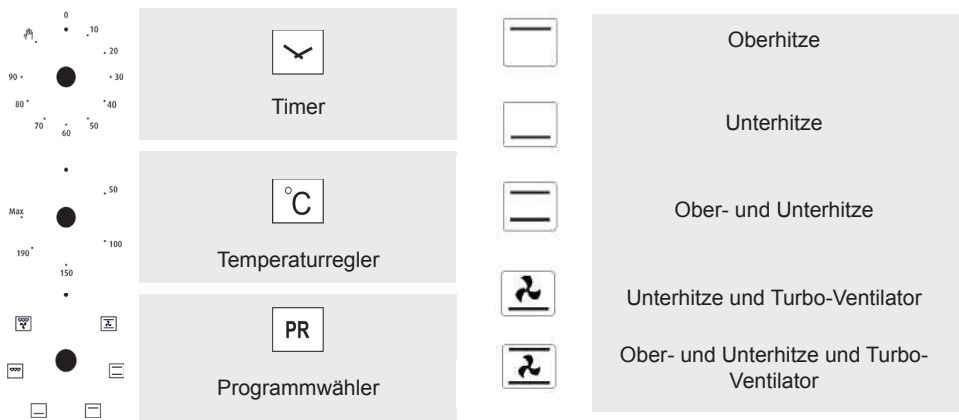 0
10
20
30
40
50
60
70
80
90
Timer
50
100
150
190
Max
°C
Temperaturregler
PR
Programmwähler
Oberhitze
Unterhitze
Ober- und Unterhitze
Unterhitze und Turbo-Ventilator
Ober- und Unterhitze und Turbo-
Ventilator